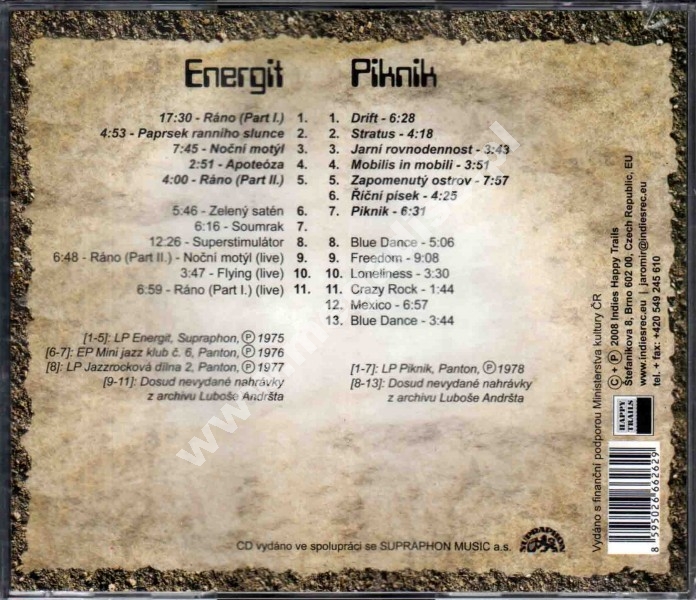 Energit
17:30 - Ráno (Part I.) 1.
4:53 - Paprsek ranního slunce 2.
7:45 - Noční motýl 3.
2:51 - Apoteóza 4.
4:00 - Ráno (Part II.) 5.
5:46 - Zelený satén 6.
6:16 - Soumrak 7.
12:26 - Superstimulátor 8.
6:48 - Ráno (Part II.) - Noční motýl (live) 9.
3:47 - Flying (live) 10.
6:59 - Ráno (Part I.) (live) 11.
[1-5]: LP Energit, Supraphon, Ⓟ 1975
[6-7]: EP Mini jazz klub č. 6, Panton, Ⓟ 1976
[8]: LP Jazzrocková dílna 2, Panton, Ⓟ 1977
[9-11]: Dosud nevydané nahrávky
z archivu Luboše Andršta
Piknik
1. Drift - 6:28
2. Stratus - 4:18
3. Jarní rovnodennost - 3:43
4. Mobilis in mobili - 3:51
5. Zapomenutý ostrov - 7:57
6. Říční písek - 4:25
7. Piknik - 6:31
8. Blue Dance - 5:06
9. Freedom - 9:08
10. Loneliness - 3:30
11. Crazy Rock - 1:44
12. Mexico - 6:57
13. Blue Dance - 3:44
[1-7]: LP Piknik, Panton, Ⓟ 1978
[8-13]: Dosud nevydané nahrávky
z archivu Luboše Andršta
CD vydáno ve spolupráci se SUPRAPHON MUSIC a.s.
SUPRAPHON
Vydáno s finanční podporou Ministerstva kultury ČR
© + Ⓟ 2008 Indies Happy Trails
Štefánikova 8, Brno 602 00, Czech Republic, EU
www.indiesrec.eu | jaromir@indiesrec.eu
tel. + fax: +420 549 245 610
HAPPY
TRAILS
8 595026 662629